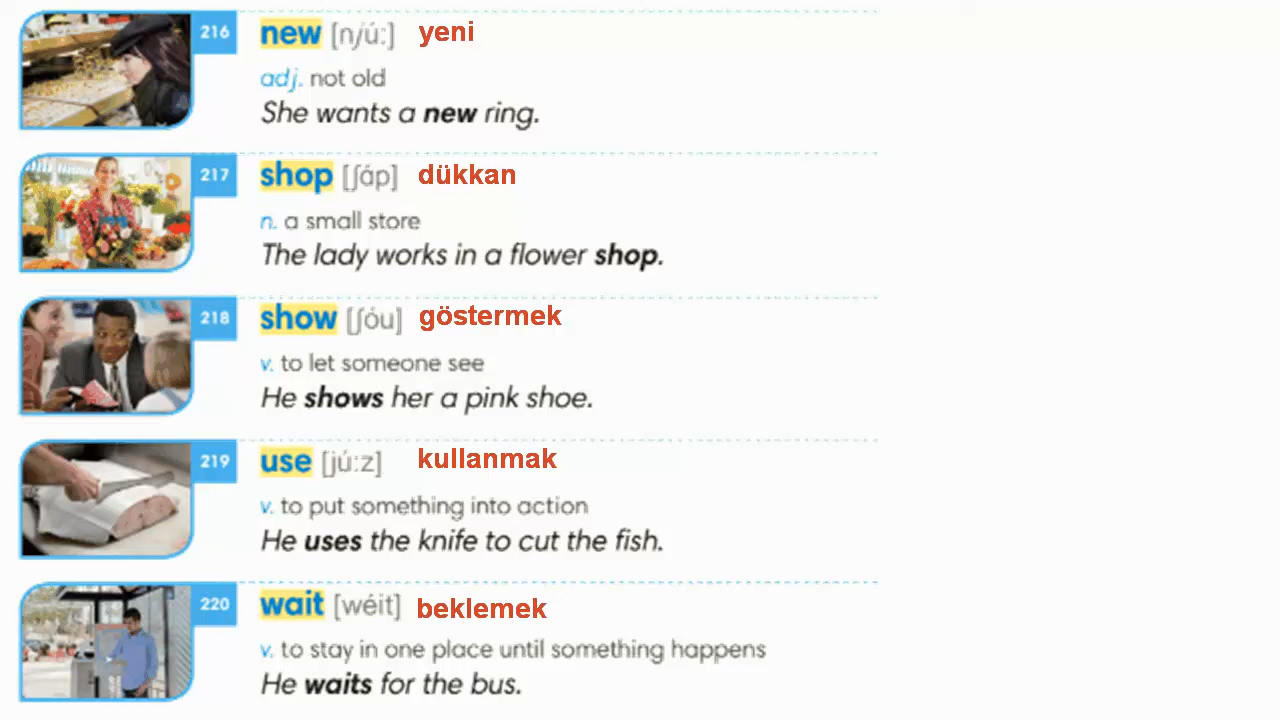 216 new [njú:] yeni
adj. not old
She wants a new ring.
217 shop [ʃɑ́p] dükkan
n. a small store
The lady works in a flower shop.
218 show [ʃóu] göstermek
v. to let someone see
He shows her a pink shoe.
219 use [jú:z] kullanmak
v. to put something into action
He uses the knife to cut the fish.
220 wait [wéit] beklemek
v. to stay in one place until something happens
He waits for the bus.